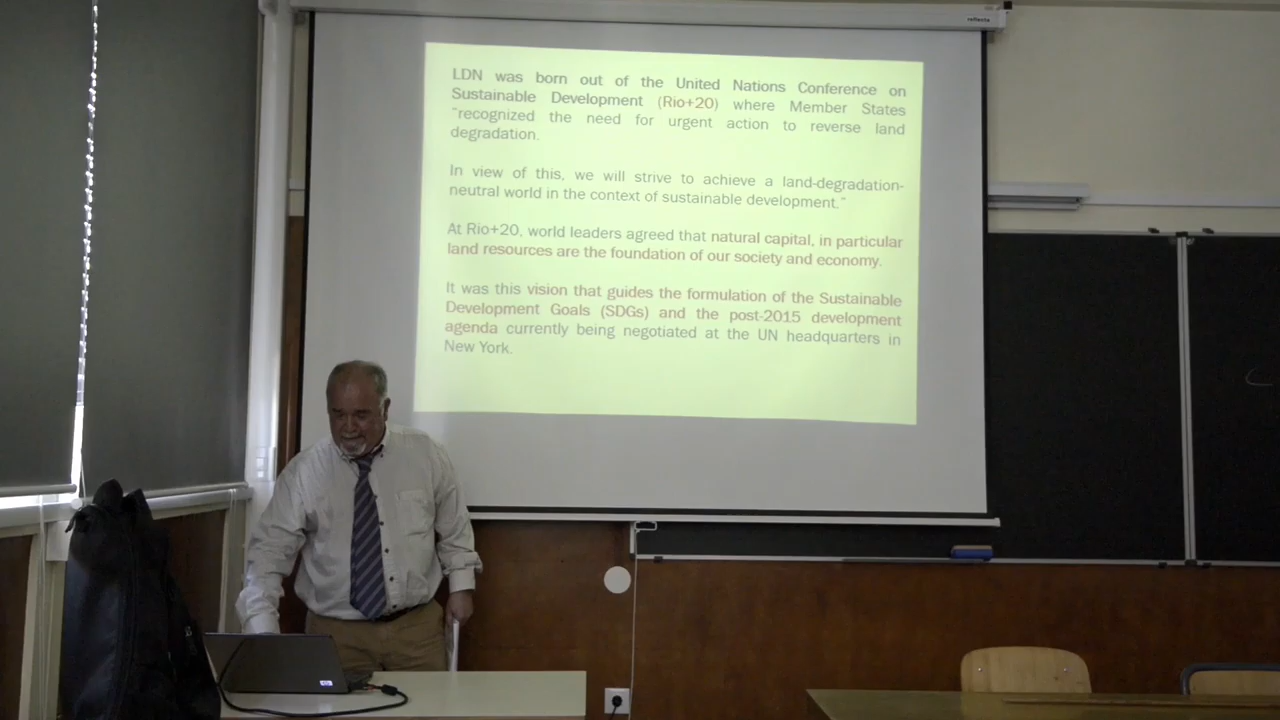 reflecta
LDN was born out of the United Nations Conference on
Sustainable Development (Rio+20) where Member States
"recognized the need for urgent action to reverse land
degradation.
In view of this, we will strive to achieve a land-degradation-
neutral world in the context of sustainable development."
At Rio+20, world leaders agreed that natural capital, in particular
land resources are the foundation of our society and economy.
It was this vision that guides the formulation of the Sustainable
Development Goals (SDGs) and the post-2015 development
agenda currently being negotiated at the UN headquarters in
New York.